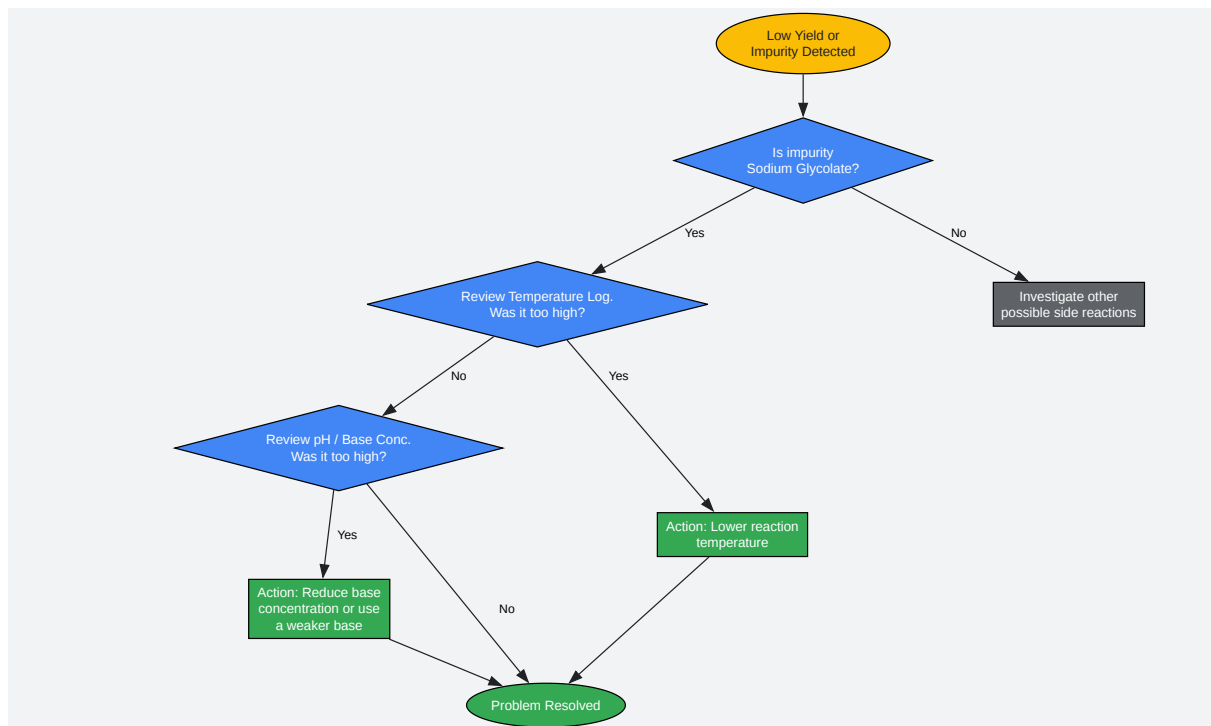 Low Yield or
Impurity Detected
Is impurity
Sodium Glycolate?
Yes
No
Review Temperature Log.
Was it too high?
Investigate other
possible side reactions
No
Yes
Review pH / Base Conc.
Was it too high?
Action: Lower reaction
temperature
Yes
Action: Reduce base
concentration or use
a weaker base
No
Problem Resolved